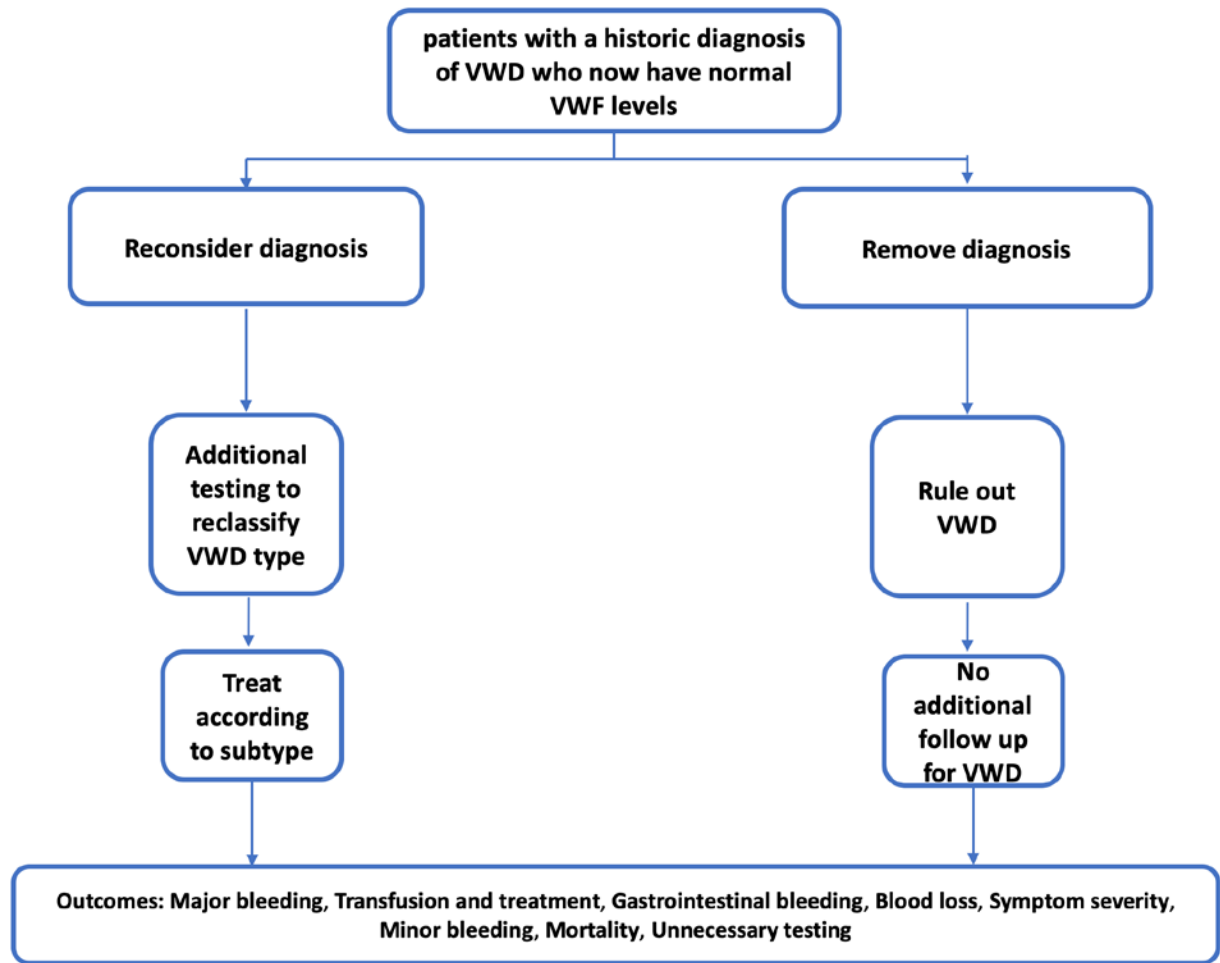 patients with a historic diagnosis
of VWD who now have normal
VWF levels
Reconsider diagnosis
Remove diagnosis
Additional
testing to
reclassify
VWD type
Rule out
VWD
Treat
according
to subtype
No
additional
follow up
for VWD
Outcomes: Major bleeding, Transfusion and treatment, Gastrointestinal bleeding, Blood loss, Symptom severity,
Minor bleeding, Mortality, Unnecessary testing